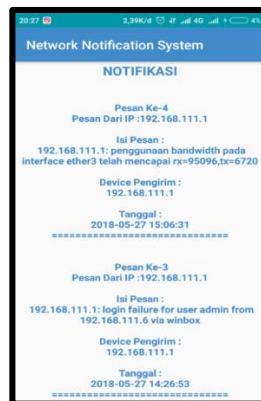 20:27
2,39K/d 4G 4%
Network Notification System
NOTIFIKASI
Pesan Ke-4
Pesan Dari IP :192.168.111.1
Isi Pesan :
192.168.111.1: penggunaan bandwidth pada
interface ether3 telah mencapai rx=95096,tx=6720
Device Pengirim :
192.168.111.1
Tanggal :
2018-05-27 15:06:31
==============================
Pesan Ke-3
Pesan Dari IP :192.168.111.1
Isi Pesan :
192.168.111.1: login failure for user admin from
192.168.111.6 via winbox
Device Pengirim :
192.168.111.1
Tanggal :
2018-05-27 14:26:53
==============================